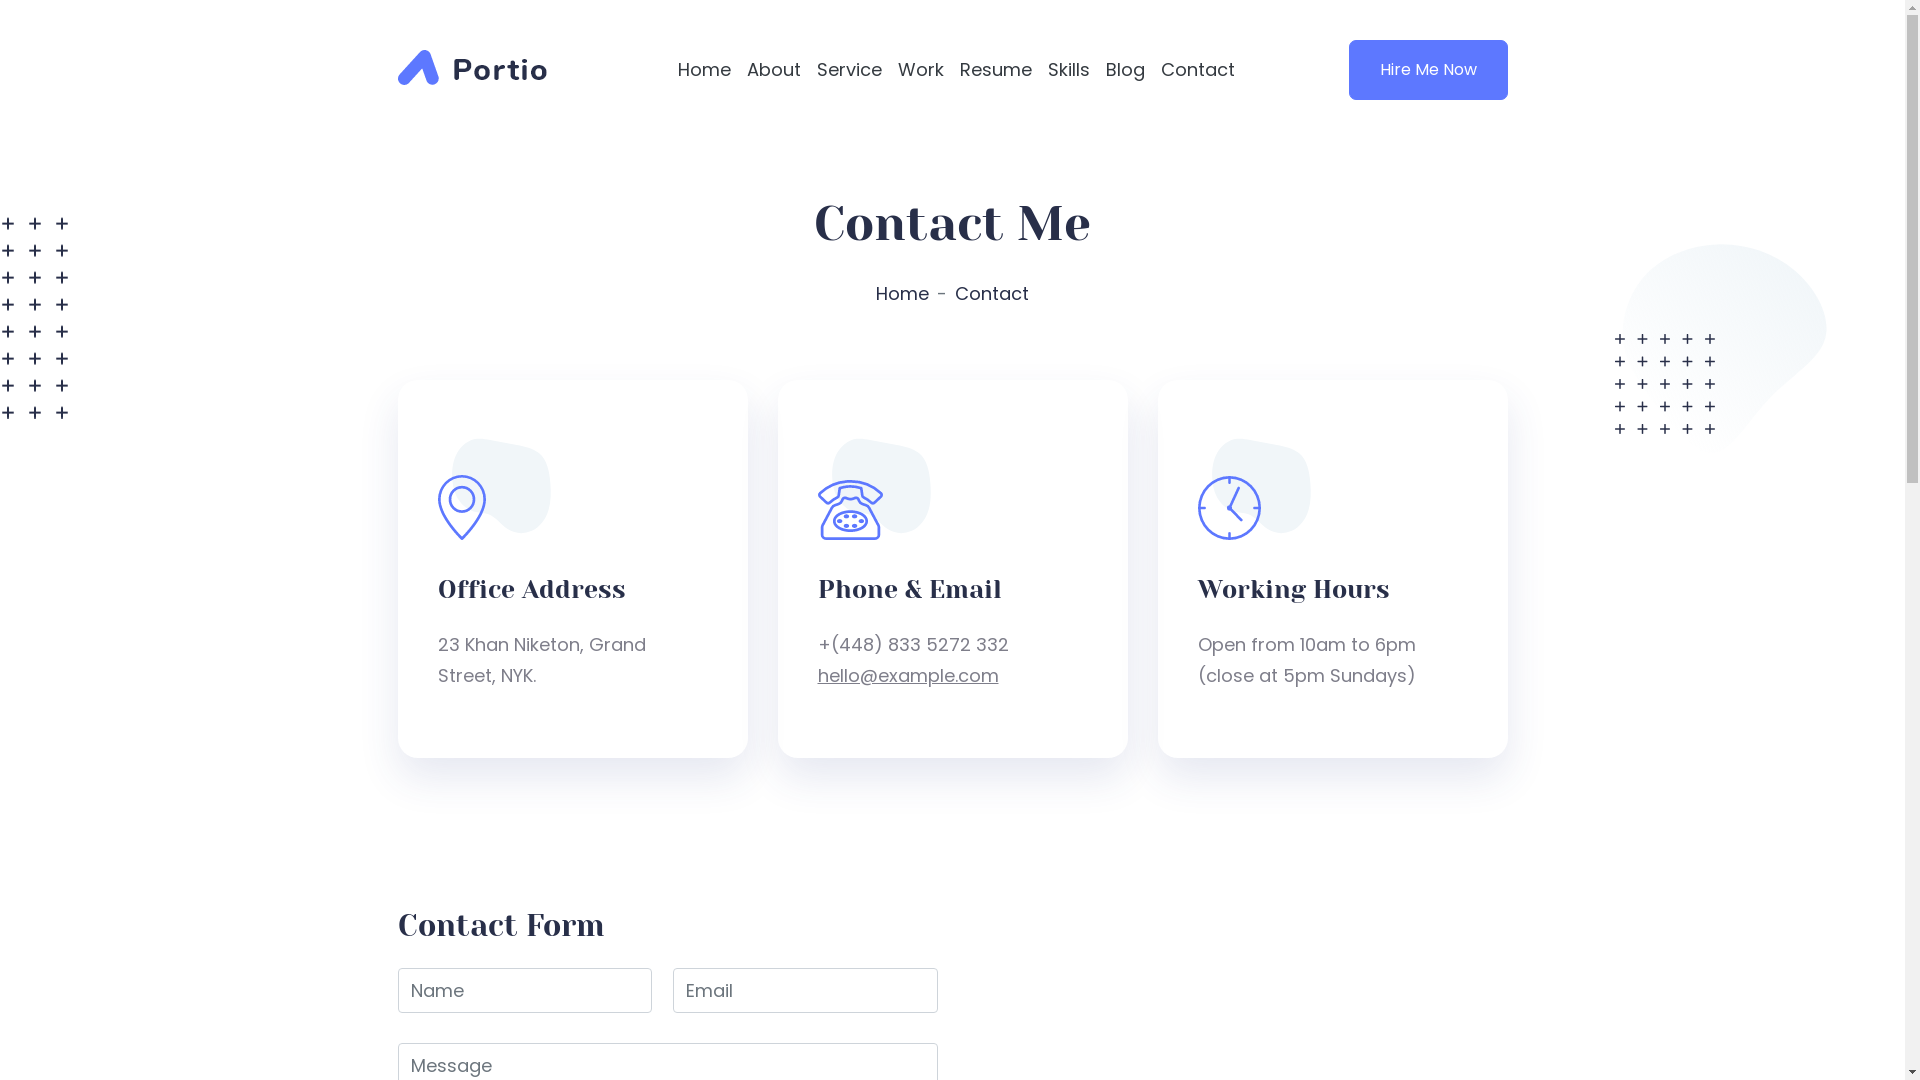 Portio
Home About Service Work Resume Skills Blog Contact
Hire Me Now
Contact Me
Home - Contact
Office Address
23 Khan Niketon, Grand
Street, NYK.
Phone & Email
+(448) 833 5272 332
hello@example.com
Working Hours
Open from 10am to 6pm
(close at 5pm Sundays)
Contact Form
Name
Email
Message